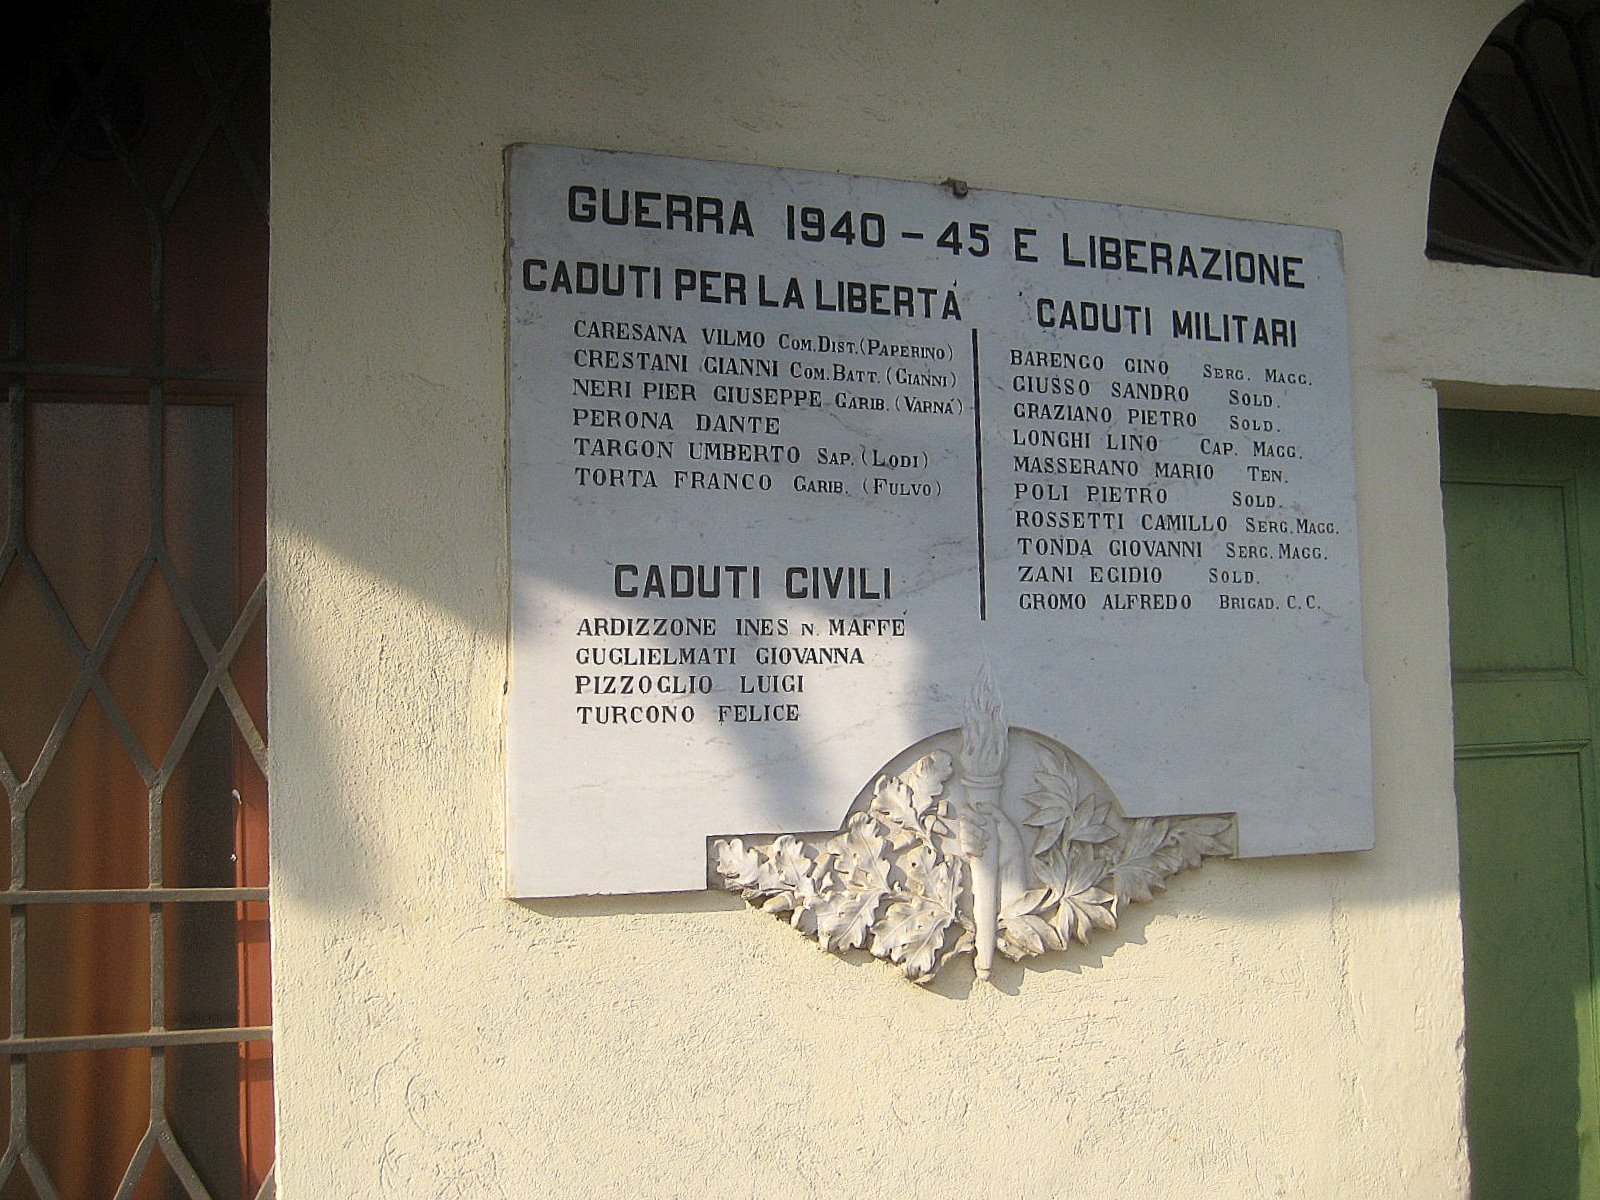 GUERRA 1940-45 E LIBERAZIONE
CADUTI PER LA LIBERTÁ
CARESANA VILMO COM.DIST.(PAPERINO)
CRESTANI GIANNI COM.BATT.(GIANNI)
NERI PIER GIUSEPPE GARIB.(VARNÁ)
PERONA DANTE
TARGON UMBERTO SAP.(LODI)
TORTA FRANCO GARIB. (FULVO)
CADUTI CIVILI
ARDIZZONE INES N. MAFFÉ
GUGLIELMATI GIOVANNA
PIZZOGLIO LUIGI
TURCONO FELICE
CADUTI MILITARI
BARENGO GINO SERG. MAGG.
GIUSSO SANDRO SOLD.
GRAZIANO PIETRO SOLD.
LONGHI LINO CAP. MAGG.
MASSERANO MARIO TEN.
POLI PIETRO SOLD.
ROSSETTI CAMILLO SERG.MAGG.
TONDA GIOVANNI SERG.MAGG.
ZANI EGIDIO SOLD.
GROMO ALFREDO BRIGAD. C.C.